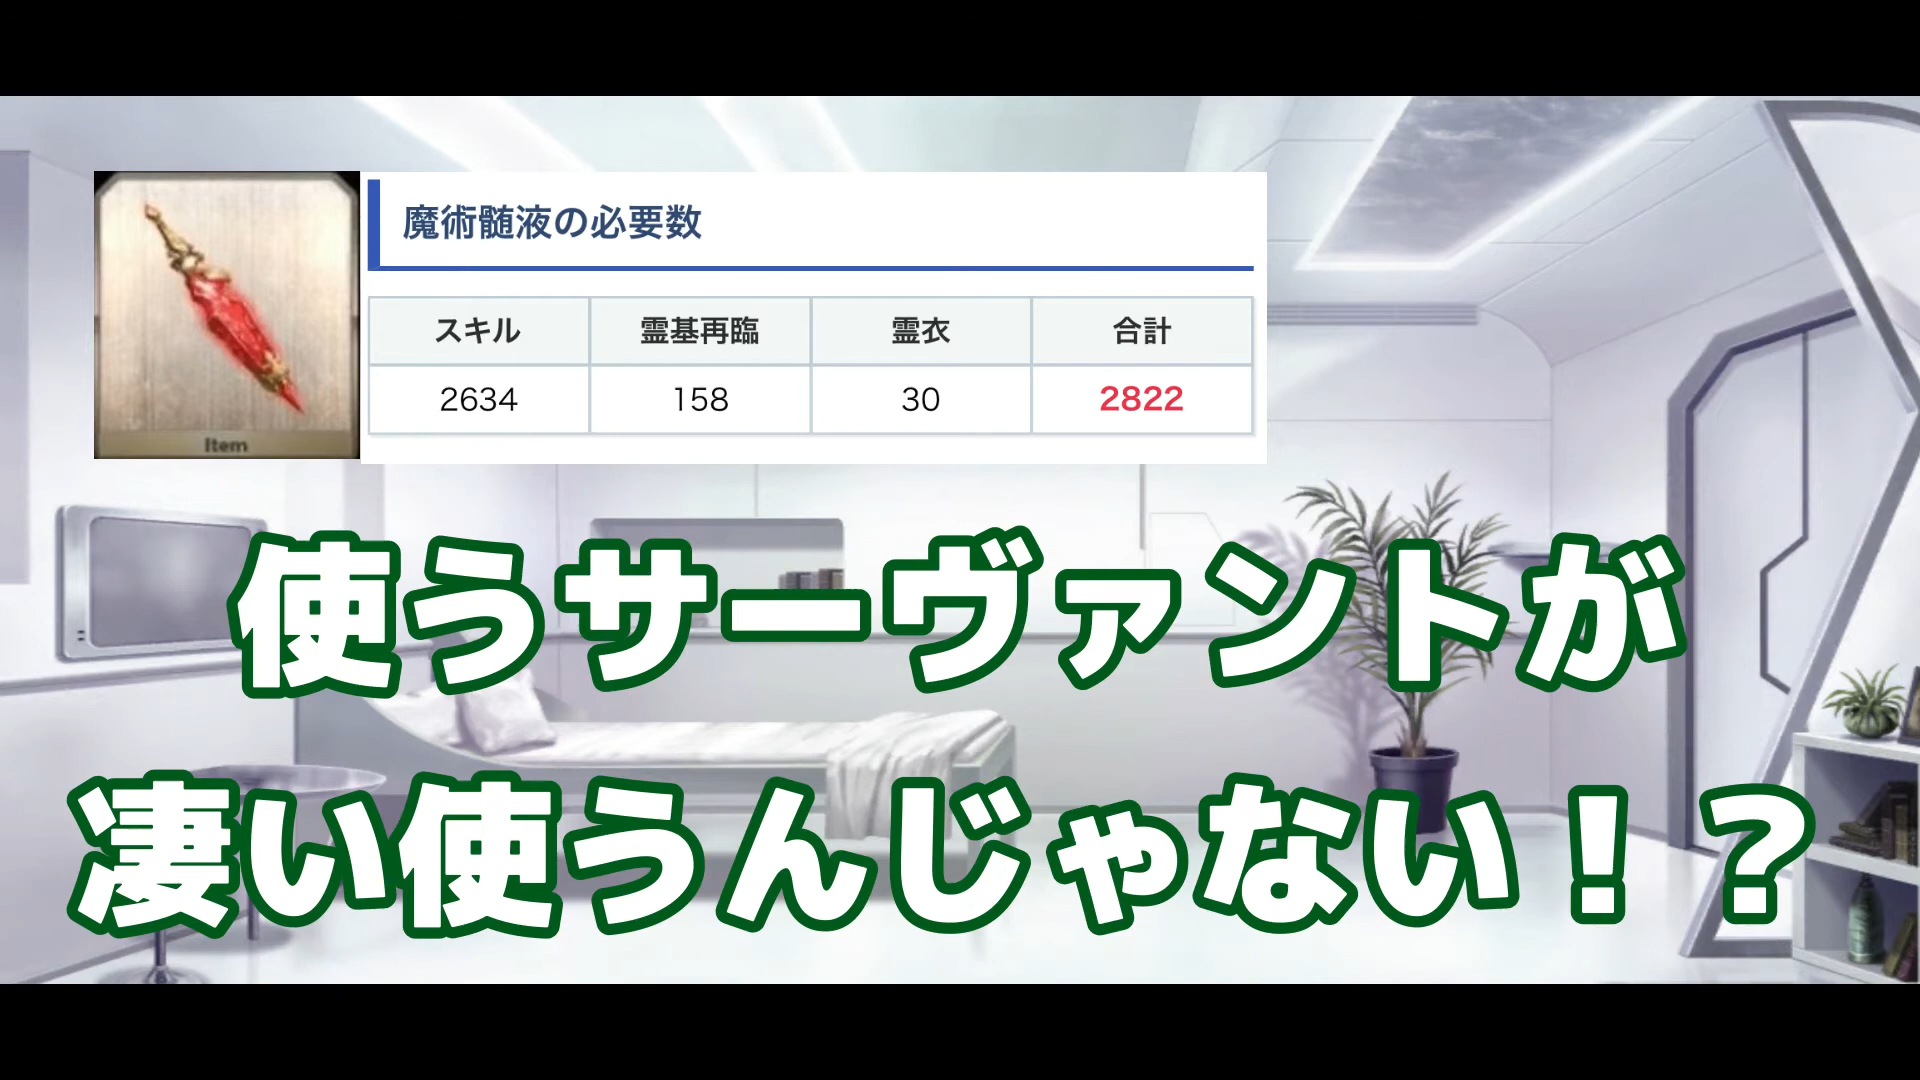 魔術髄液の必要数
スキル 霊基再臨 霊衣 合計
2634 158 30 2822
Item
使うサーヴァントが
凄い使うんじゃない！？